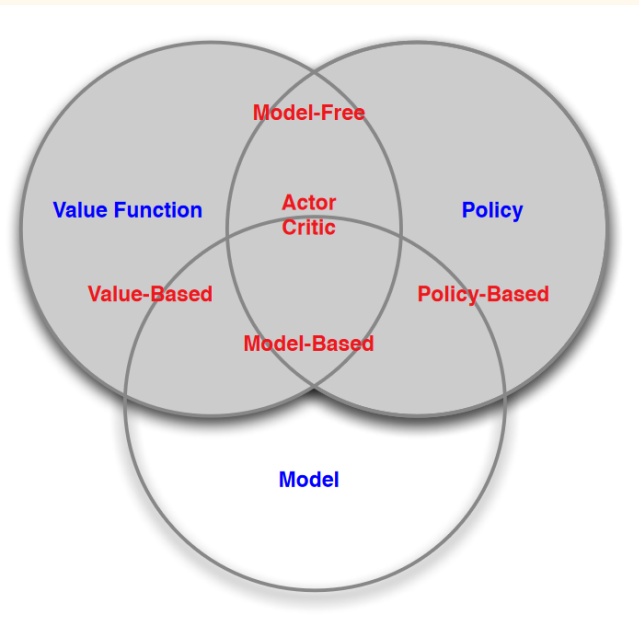 Model-Free
Actor
Critic
Value Function
Policy
Value-Based
Policy-Based
Model-Based
Model